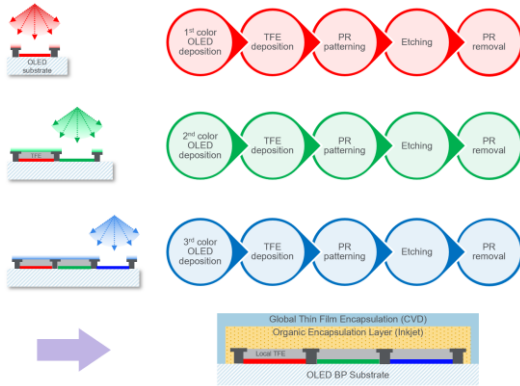 OLED
substrate
1st color
OLED
deposition
TFE
deposition
PR
patterning
Etching
PR
removal
TFE
2nd color
OLED
deposition
TFE
deposition
PR
patterning
Etching
PR
removal
3rd color
OLED
deposition
TFE
deposition
PR
patterning
Etching
PR
removal
Global Thin Film Encapsulation (CVD)
Organic Encapsulation Layer (Inkjet)
Local TFE
OLED BP Substrate